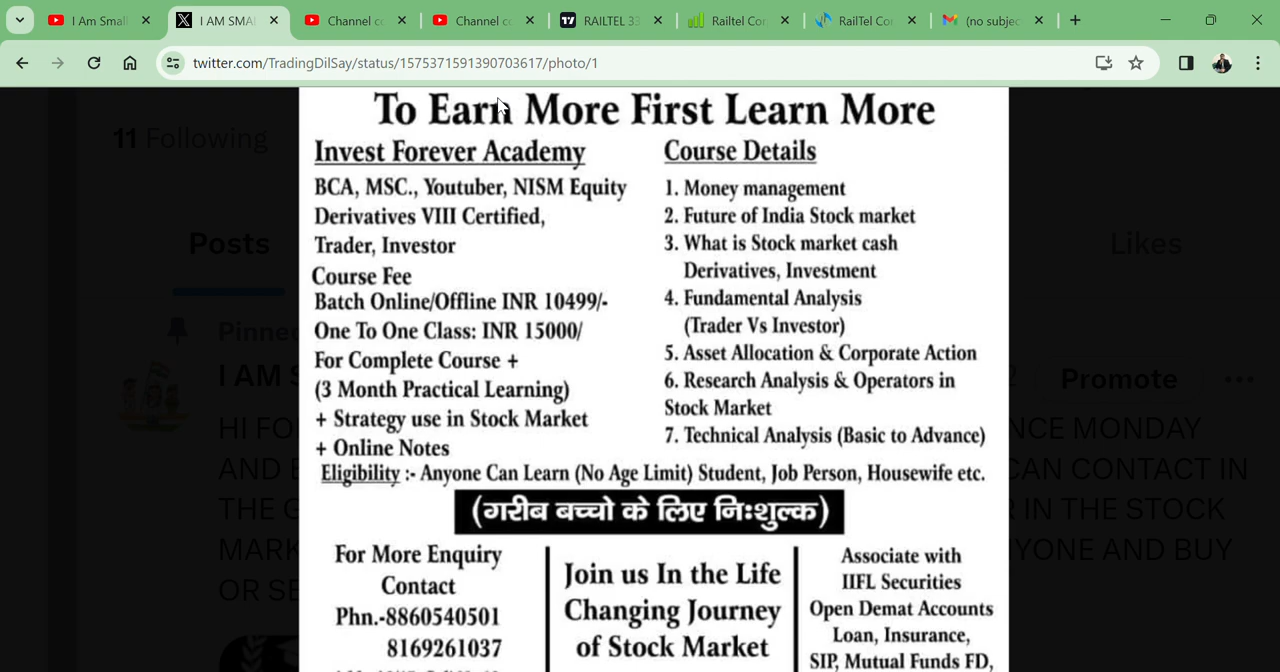 I Am Small
I AM SMA
Channel c
Channel c
RAILTEL 33
Railtel Cor
RailTel Co
(no subjec
twitter.com/TradingDilSay/status/1575371591390703617/photo/1
11 Following
Posts
Likes
Pinned
I AM S
Promote
HI FO
NCE MONDAY
AND B
CAN CONTACT IN
THE G
R IN THE STOCK
MARK
YONE AND BUY
OR SE
To Earn More First Learn More
Invest Forever Academy
BCA, MSC., Youtuber, NISM Equity
Derivatives VIII Certified,
Trader, Investor
Course Fee
Batch Online/Offline INR 10499/-
One To One Class: INR 15000/
For Complete Course +
(3 Month Practical Learning)
+ Strategy use in Stock Market
+ Online Notes
Course Details
1. Money management
2. Future of India Stock market
3. What is Stock market cash
Derivatives, Investment
4. Fundamental Analysis
(Trader Vs Investor)
5. Asset Allocation & Corporate Action
6. Research Analysis & Operators in
Stock Market
7. Technical Analysis (Basic to Advance)
Eligibility :- Anyone Can Learn (No Age Limit) Student, Job Person, Housewife etc.
(गरीब बच्चो के लिए निःशुल्क)
For More Enquiry
Contact
Phn.-8860540501
8169261037
Join us In the Life
Changing Journey
of Stock Market
Associate with
IIFL Securities
Open Demat Accounts
Loan, Insurance,
SIP, Mutual Funds FD,